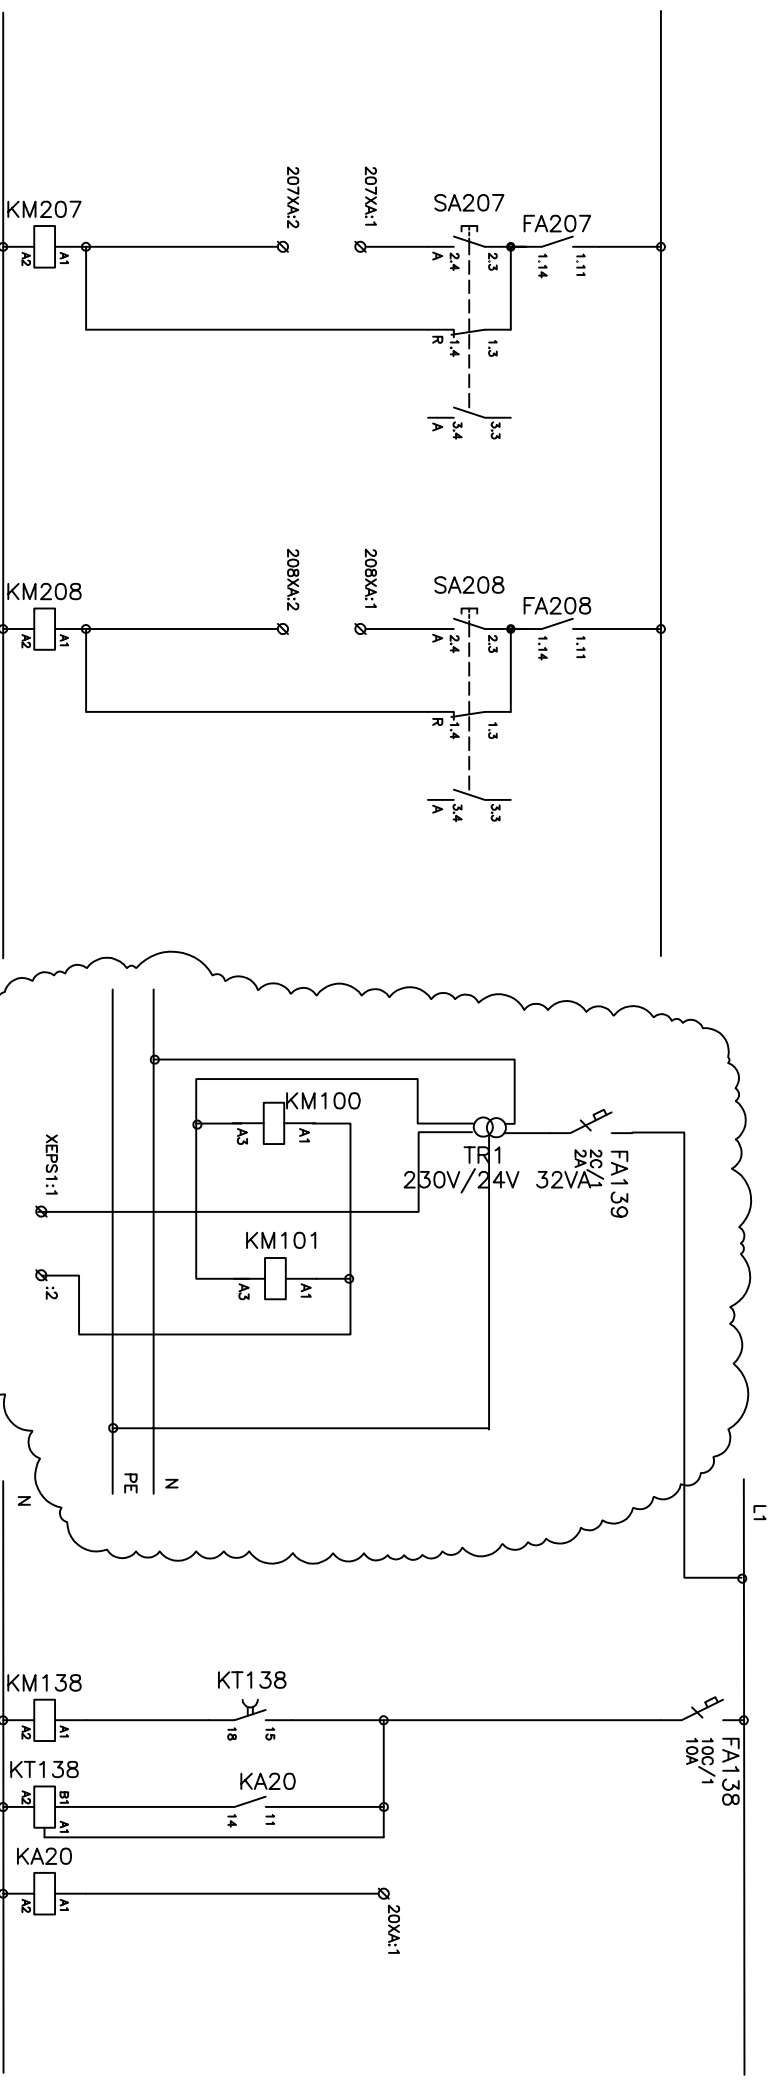 207XA:2
207XA:1
SA207
FA207
KM207
A2
A1
A
2.4
2.3
1.14
1.11
R
1.4
1.3
A
3.4
3.3
208XA:2
208XA:1
SA208
FA208
KM208
A2
A1
A
2.4
2.3
1.14
1.11
R
1.4
1.3
A
3.4
3.3
KM100
A3
A1
TR1
230V/24V 32VA
FA139
2C/1
2A
XEPS1:1
:2
KM101
A3
A1
PE
N
N
L1
KM138
A2
A1
KT138
18
15
FA138
10C/1
10A
KT138
A2
B1
A1
KA20
14
11
KA20
A2
A1
20XA:1